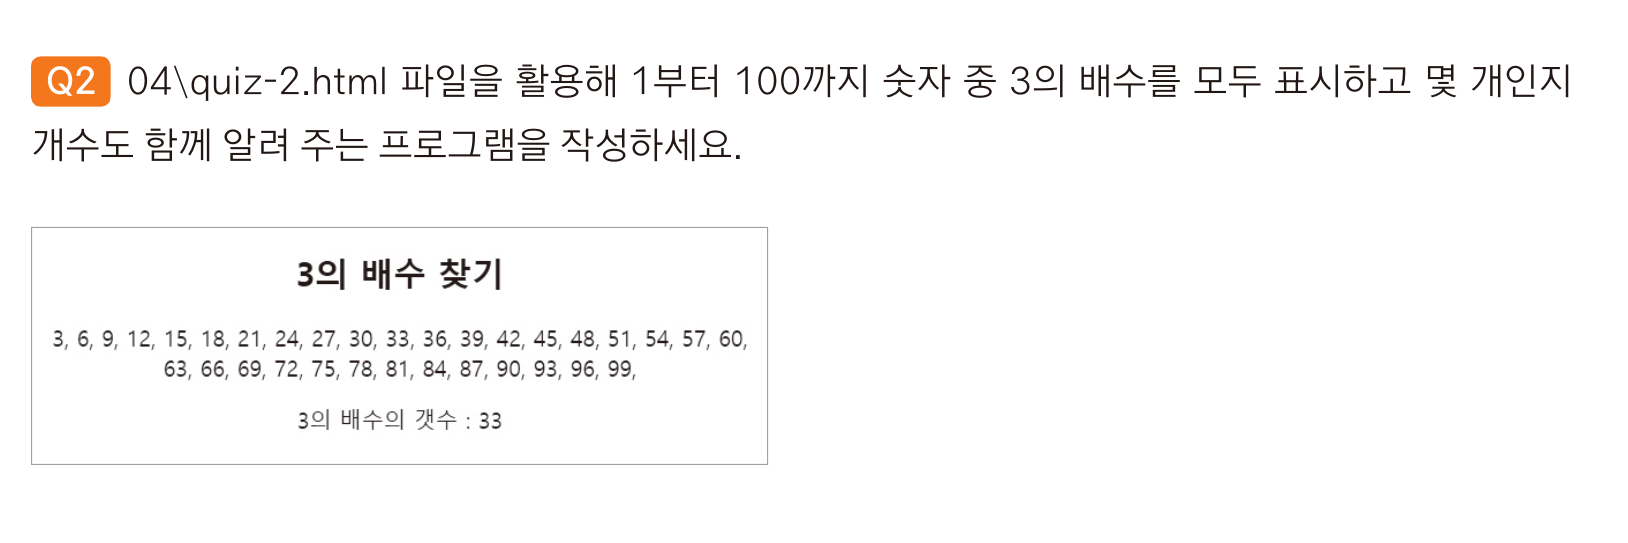 Q2 04\quiz-2.html 파일을 활용해 1부터 100까지 숫자 중 3의 배수를 모두 표시하고 몇 개인지
개수도 함께 알려 주는 프로그램을 작성하세요.
3의 배수 찾기
3, 6, 9, 12, 15, 18, 21, 24, 27, 30, 33, 36, 39, 42, 45, 48, 51, 54, 57, 60,
63, 66, 69, 72, 75, 78, 81, 84, 87, 90, 93, 96, 99,
3의 배수의 갯수 : 33